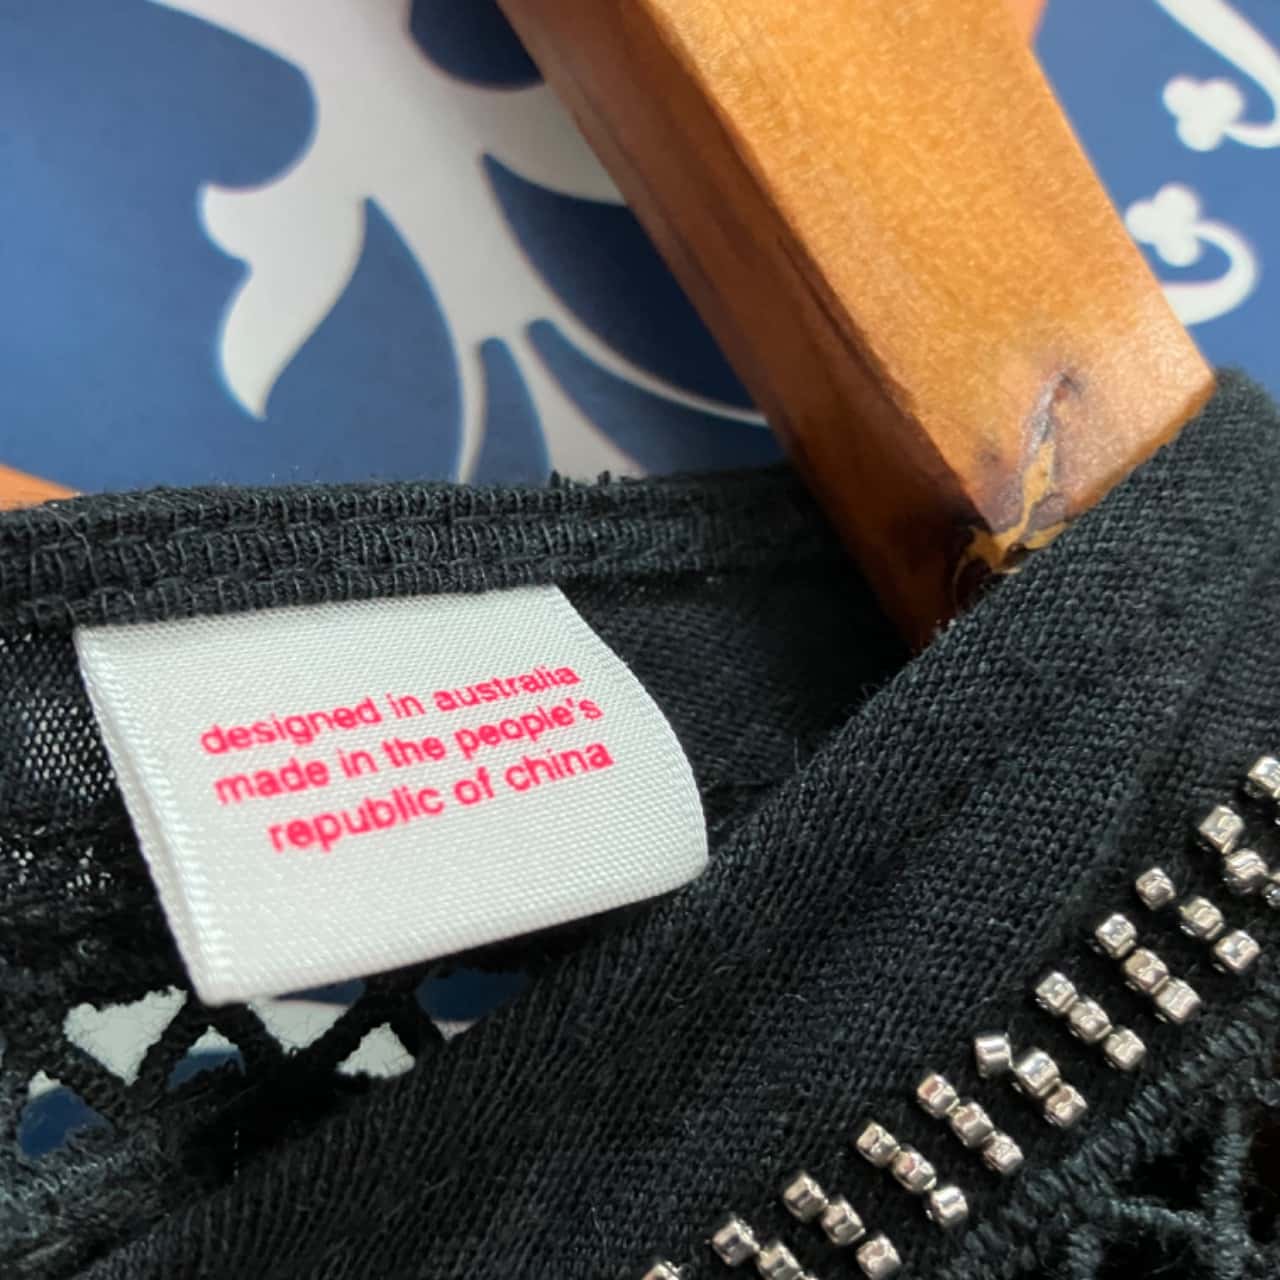 designed in australia
made in the people's
republic of china